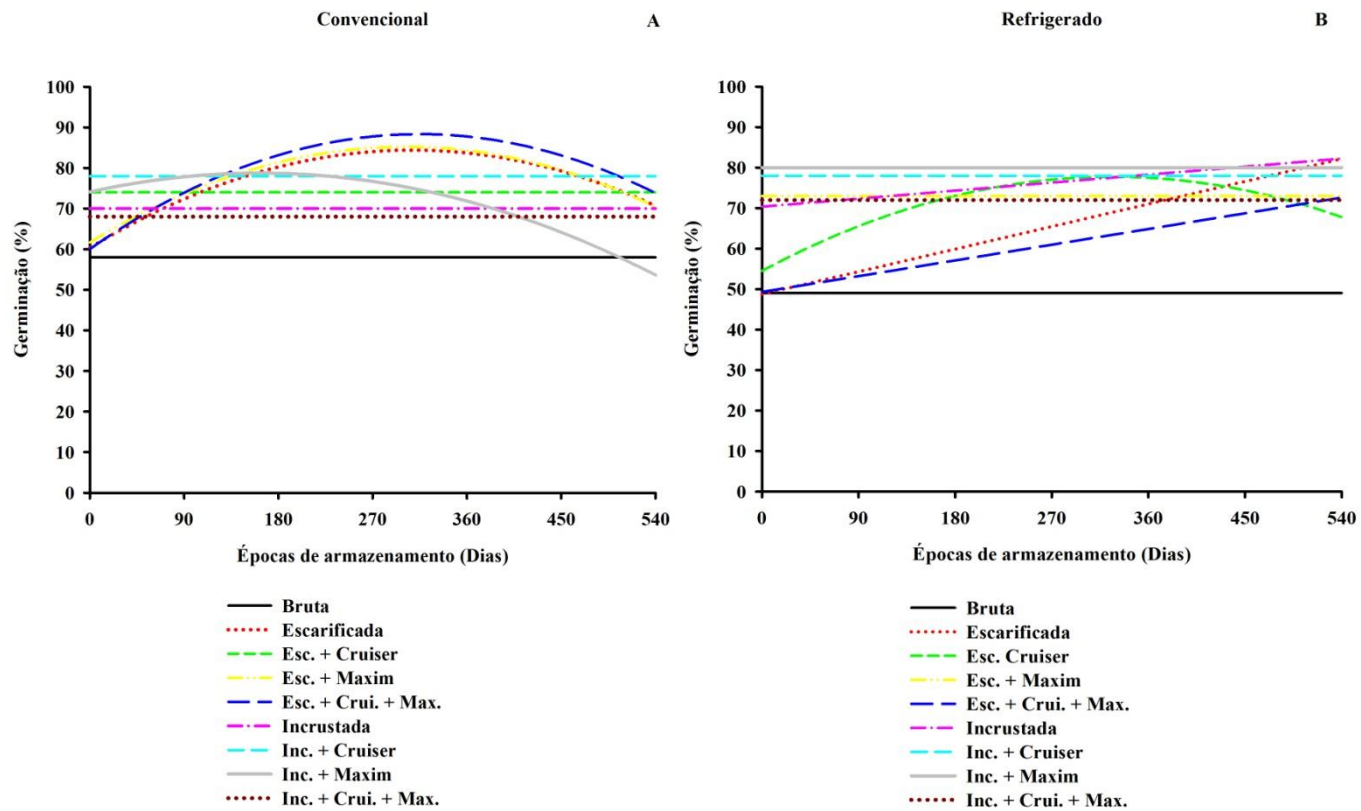 Convencional A
100
90
80
70
60
50
40
30
20
10
0
Germinação (%)
0 90 180 270 360 450 540
Épocas de armazenamento (Dias)
Bruta
Escarificada
Esc. + Cruiser
Esc. + Maxim
Esc. + Crui. + Max.
Incrustada
Inc. + Cruiser
Inc. + Maxim
Inc. + Crui. + Max.
Refrigerado B
100
90
80
70
60
50
40
30
20
10
0
Germinação (%)
0 90 180 270 360 450 540
Épocas de armazenamento (Dias)
Bruta
Escarificada
Esc. Cruiser
Esc. + Maxim
Esc. + Crui. + Max.
Incrustada
Inc. + Cruiser
Inc. + Maxim
Inc. + Crui. + Max.